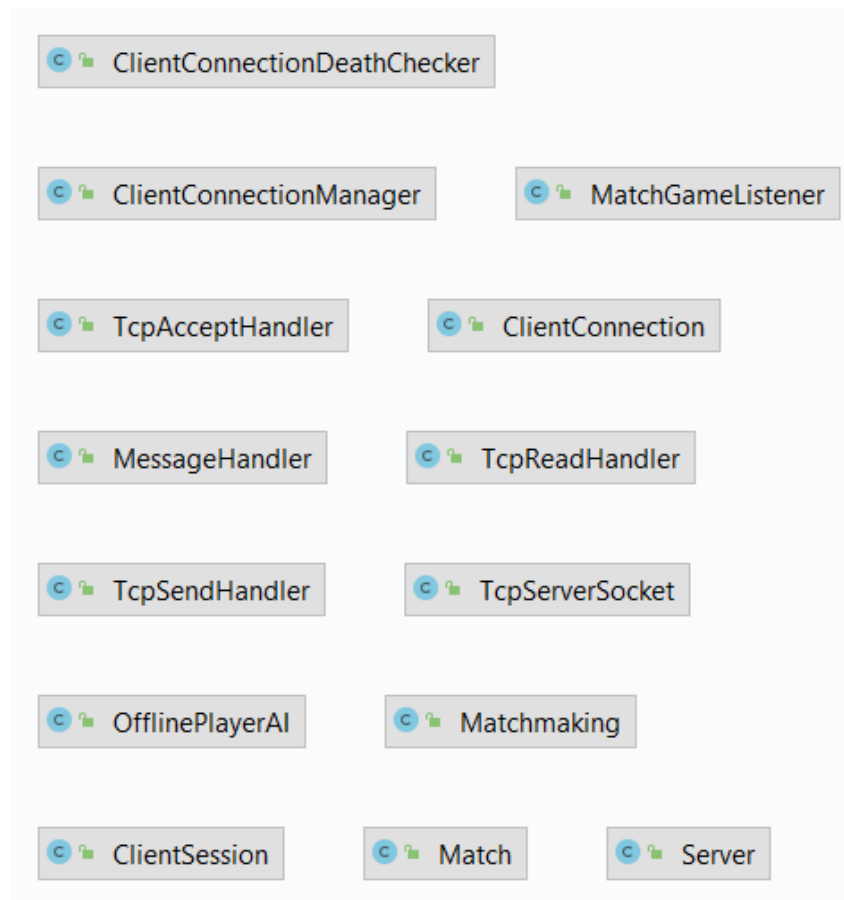 C ClientConnectionDeathChecker
C ClientConnectionManager C MatchGameListener
C TcpAcceptHandler C ClientConnection
C MessageHandler C TcpReadHandler
C TcpSendHandler C TcpServerSocket
C OfflinePlayerAI C Matchmaking
C ClientSession C Match C Server